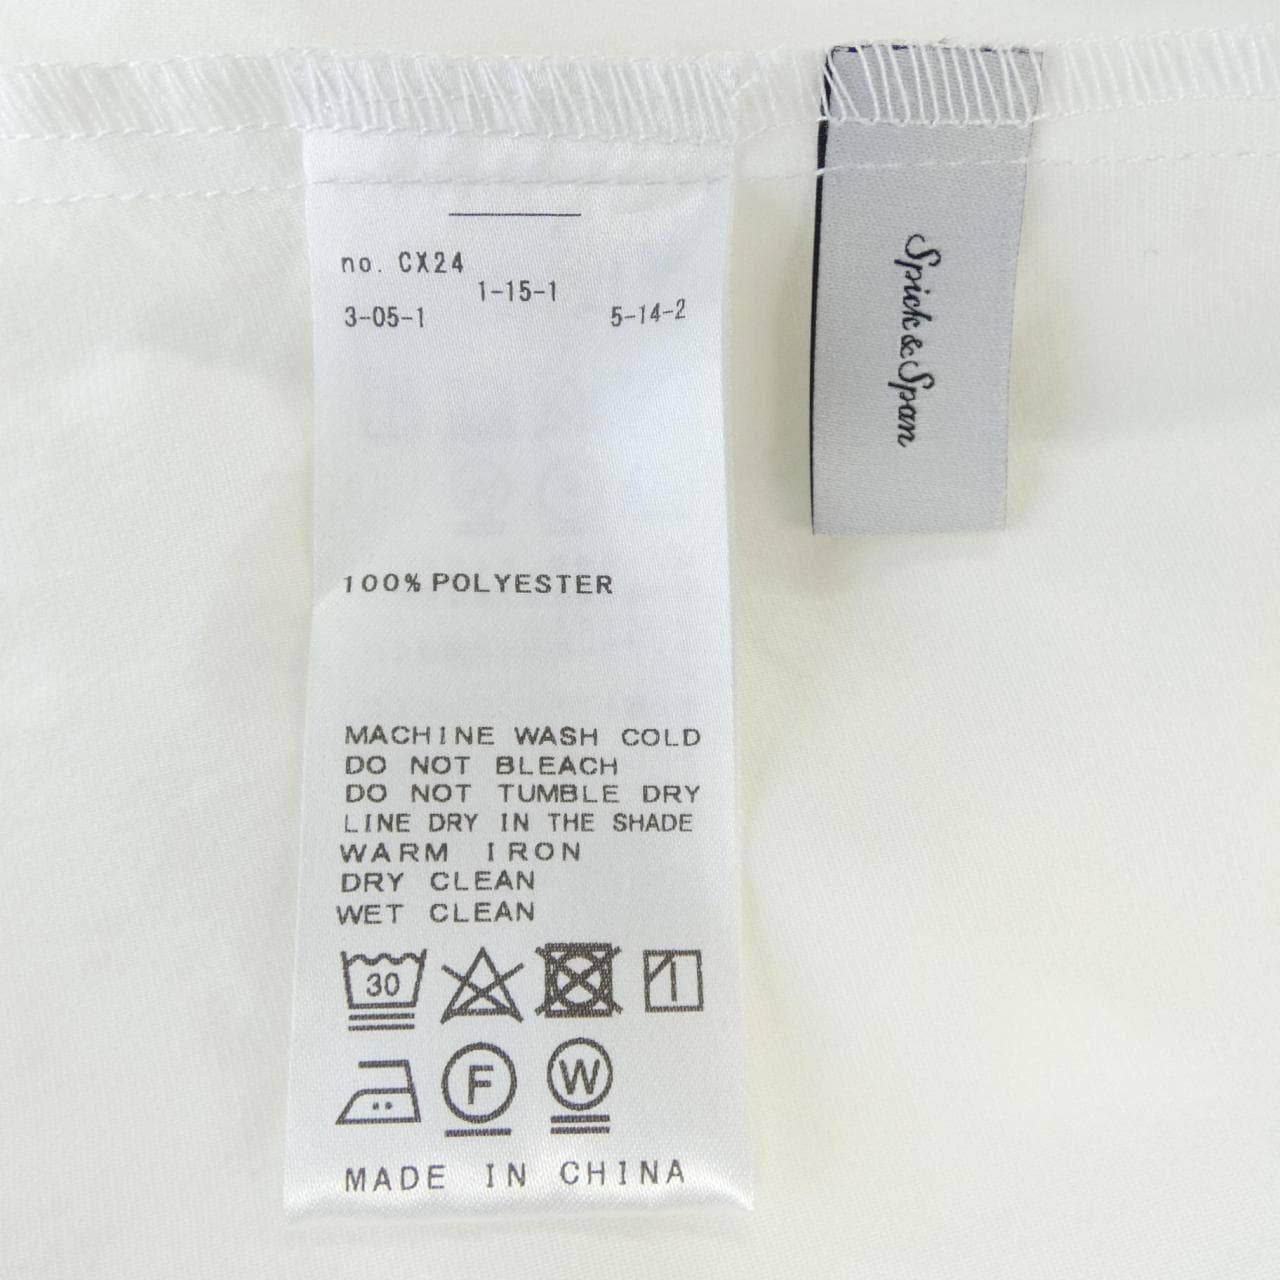 no. CX24
1-15-1
3-05-1 5-14-2
Spick&Span
100% POLYESTER
MACHINE WASH COLD
DO NOT BLEACH
DO NOT TUMBLE DRY
LINE DRY IN THE SHADE
WARM IRON
DRY CLEAN
WET CLEAN
30
F W
MADE IN CHINA